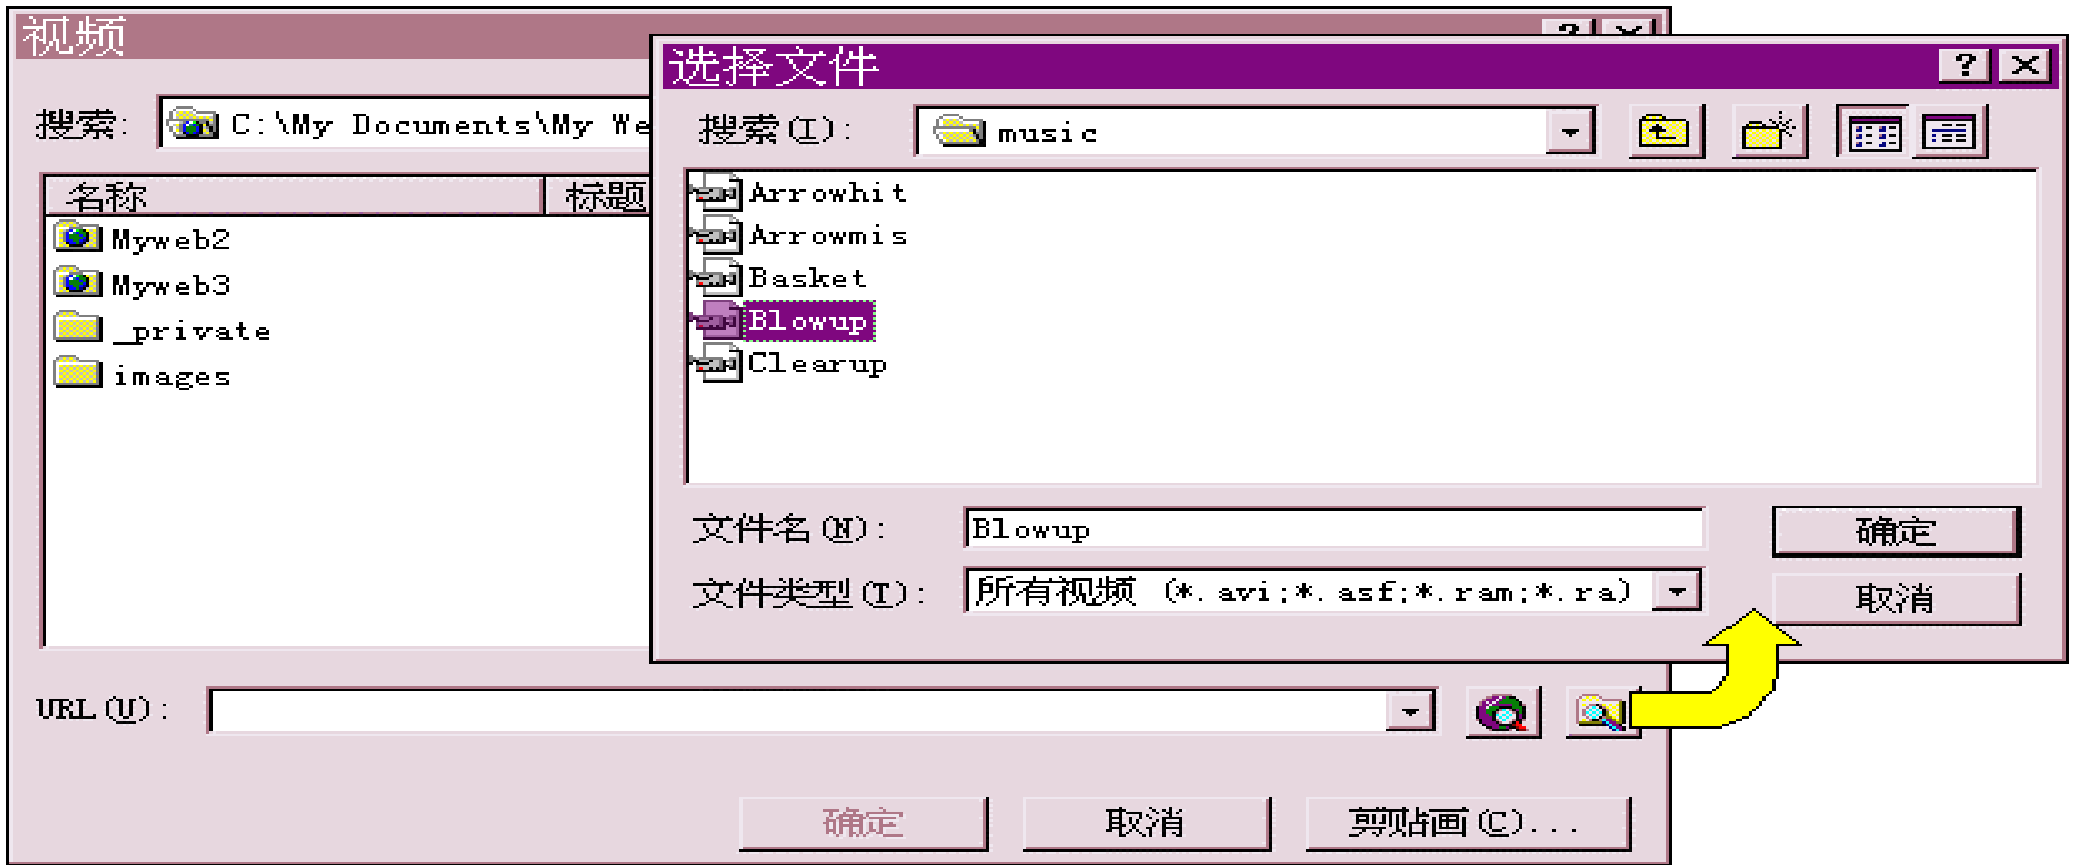 视频
搜索: C:\My Documents\My We
名称 标题
Myweb2
Myweb3
_private
images
URL(U):
确定 取消 剪贴画(C)...
选择文件
搜索(I): music
Arrowhit
Arrowmis
Basket
Blowup
Clearup
文件名(N): Blowup 确定
文件类型(T): 所有视频 (*.avi;*.asf;*.ram;*.ra) 取消